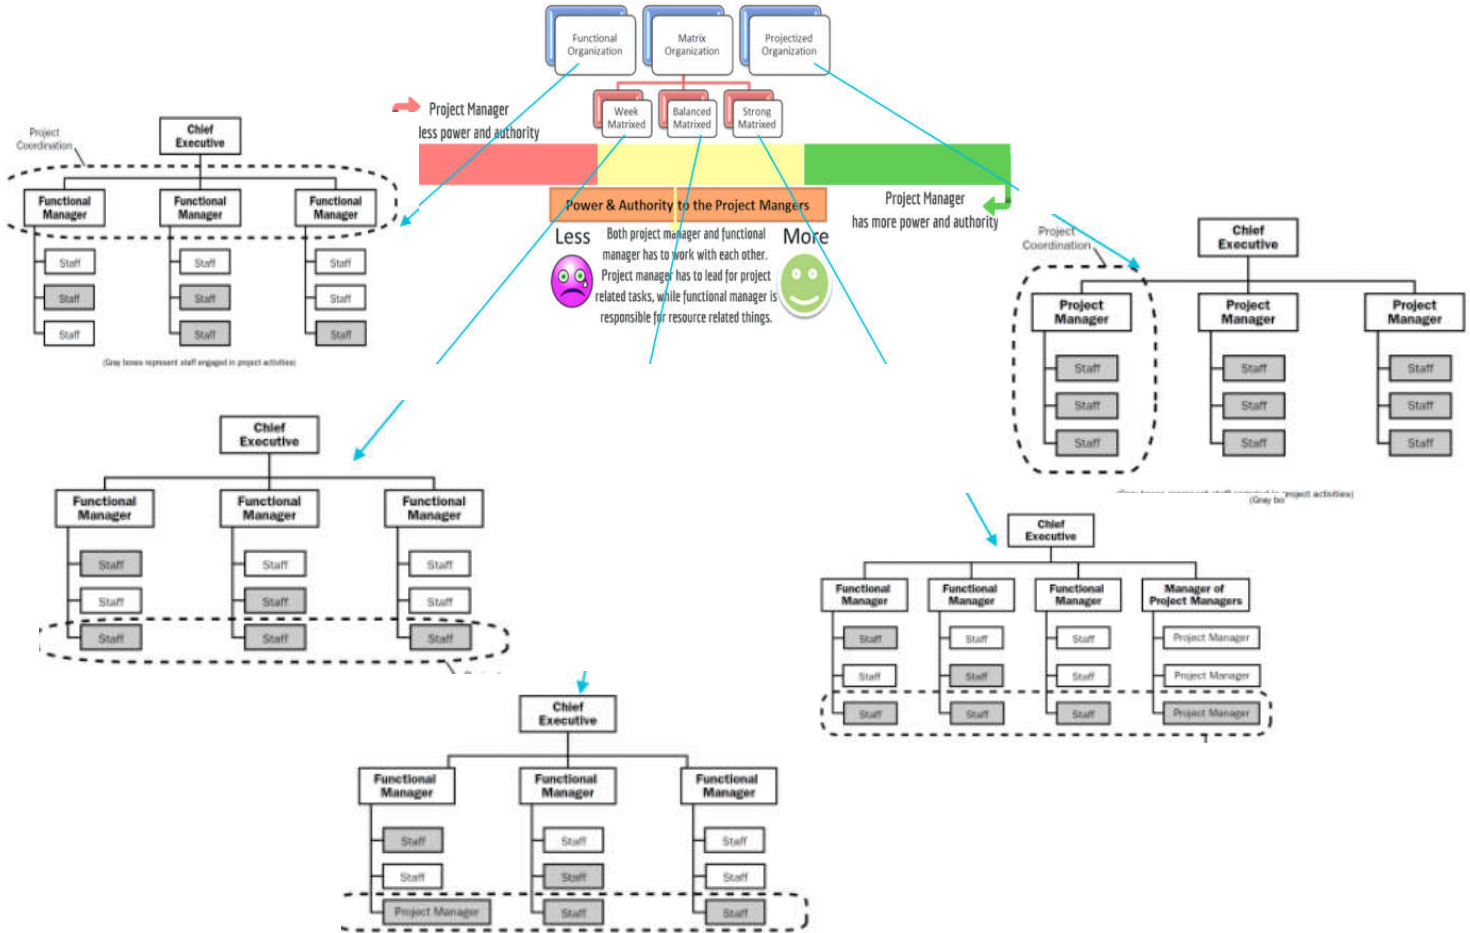 Functional
Organization
Matrix
Organization
Projectized
Organization
Week
Matrixed
Balanced
Matrixed
Strong
Matrixed
Project Manager
less power and authority
Power & Authority to the Project Mangers
Project Manager
has more power and authority
Less
More
Both project manager and functional
manager has to work with each other.
Project manager has to lead for project
related tasks, while functional manager is
responsible for resource related things.
Project
Coordination
Chief
Executive
Functional
Manager
Functional
Manager
Functional
Manager
Staff
Staff
Staff
Staff
Staff
Staff
Staff
Staff
Staff
(Gray boxes represent staff engaged in project activities)
Project
Coordination
Chief
Executive
Project
Manager
Project
Manager
Project
Manager
Staff
Staff
Staff
Staff
Staff
Staff
Staff
Staff
Staff
project activities)
(Gray bo
Chief
Executive
Functional
Manager
Functional
Manager
Functional
Manager
Staff
Staff
Staff
Staff
Staff
Staff
Staff
Staff
Staff
Chief
Executive
Functional
Manager
Functional
Manager
Functional
Manager
Manager of
Project Managers
Staff
Staff
Staff
Project Manager
Staff
Staff
Staff
Project Manager
Staff
Staff
Staff
Project Manager
Chief
Executive
Functional
Manager
Functional
Manager
Functional
Manager
Staff
Staff
Staff
Staff
Staff
Staff
Project Manager
Staff
Staff